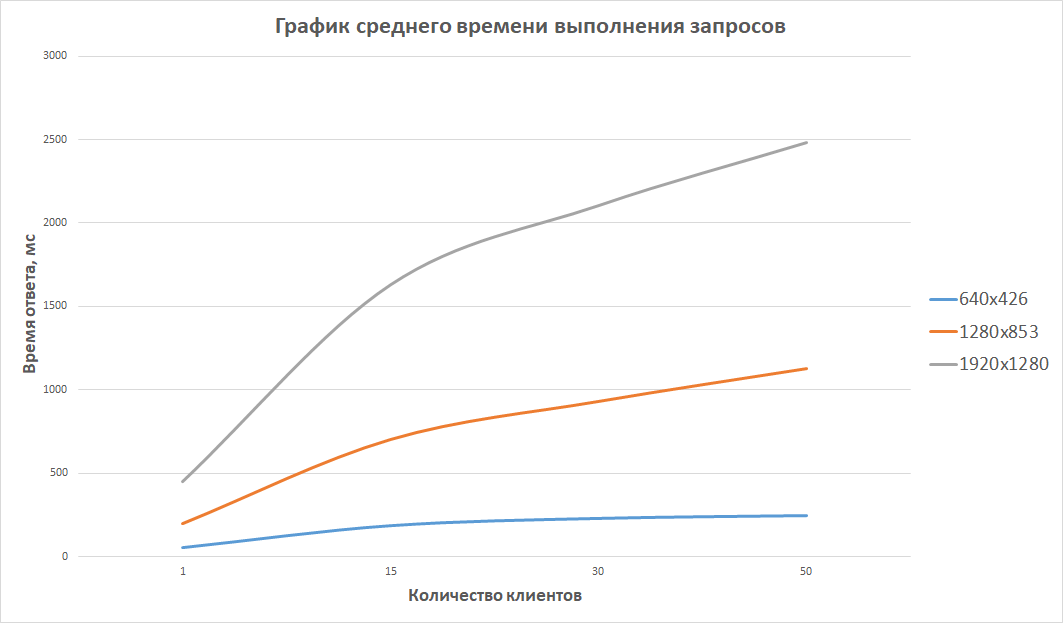 График среднего времени выполнения запросов
3000
2500
2000
1500
1000
500
0
Время ответа, мс
1 15 30 50
Количество клиентов
640x426
1280x853
1920x1280